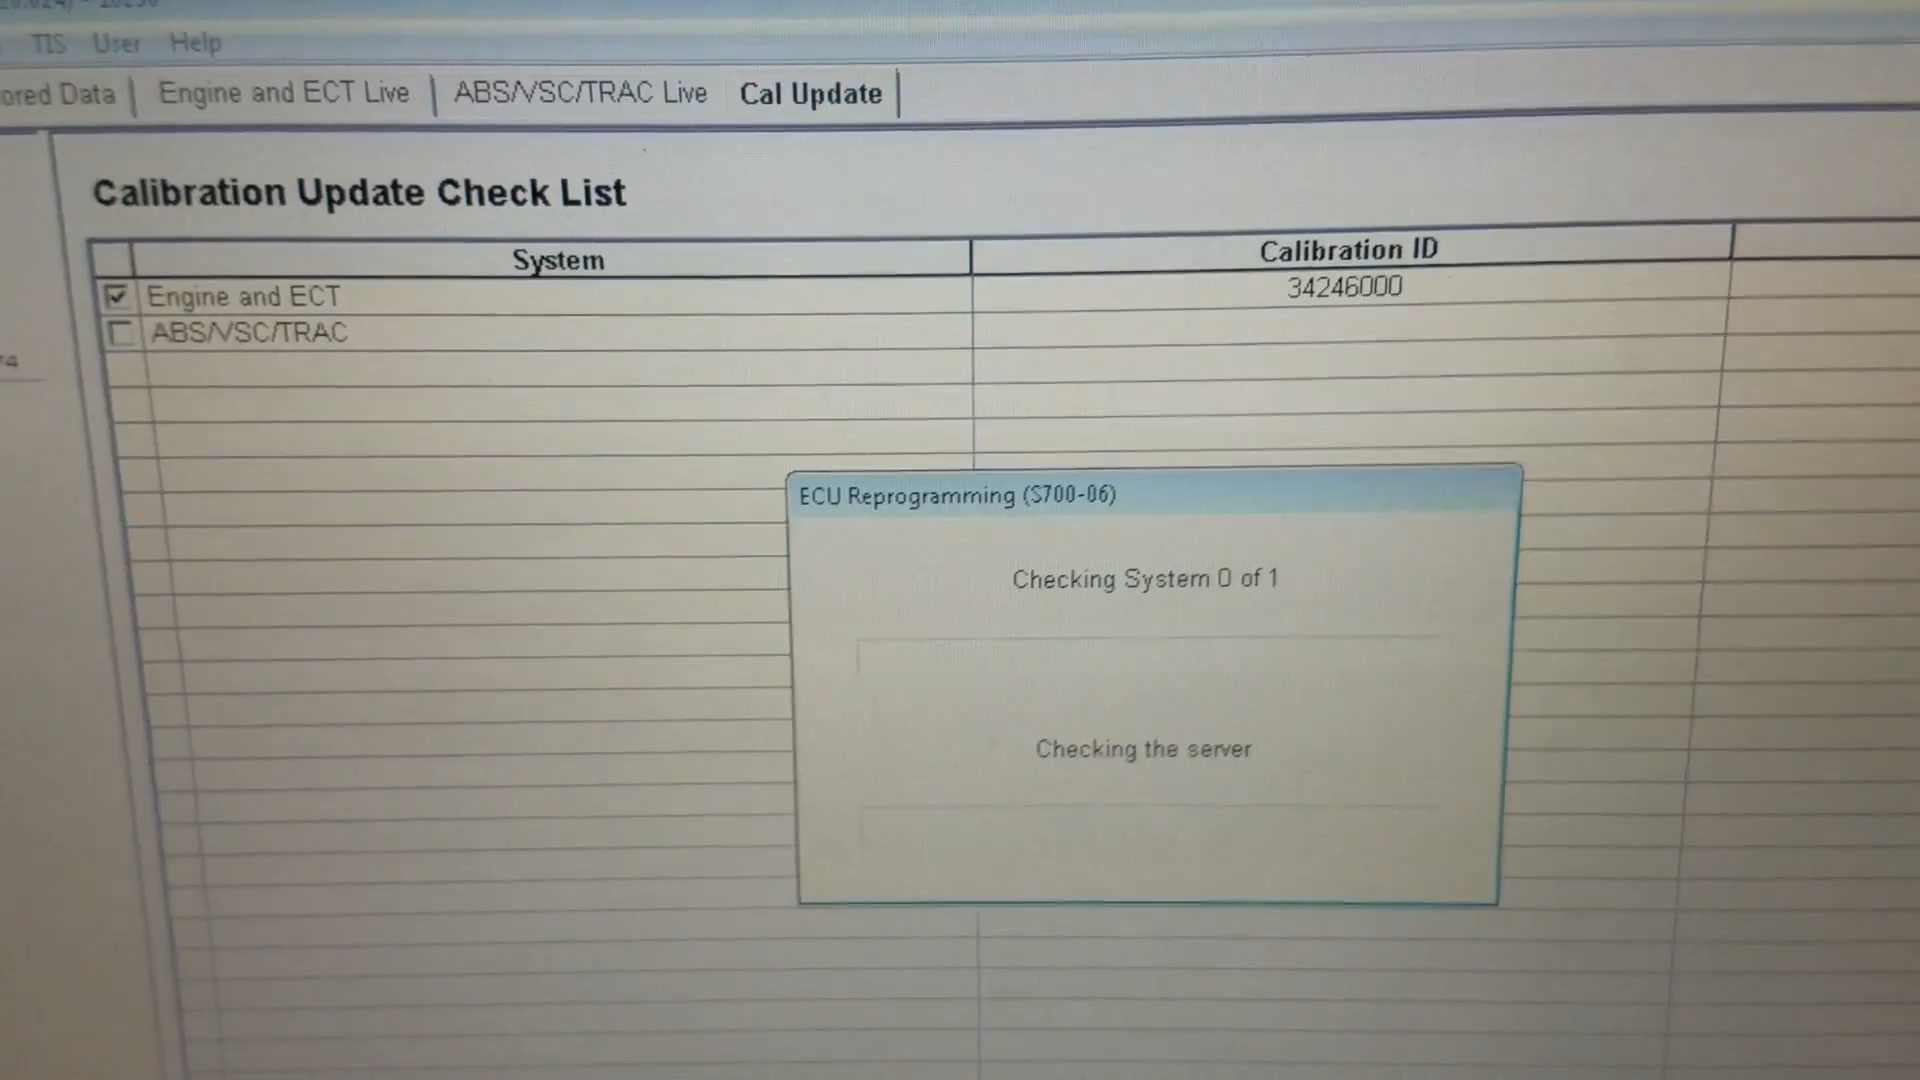 TIS User Help
ored Data Engine and ECT Live ABS/VSC/TRAC Live Cal Update
Calibration Update Check List
System Calibration ID
Engine and ECT 34246000
ABS/VSC/TRAC
ECU Reprogramming (S700-06)
Checking System 0 of 1
Checking the server